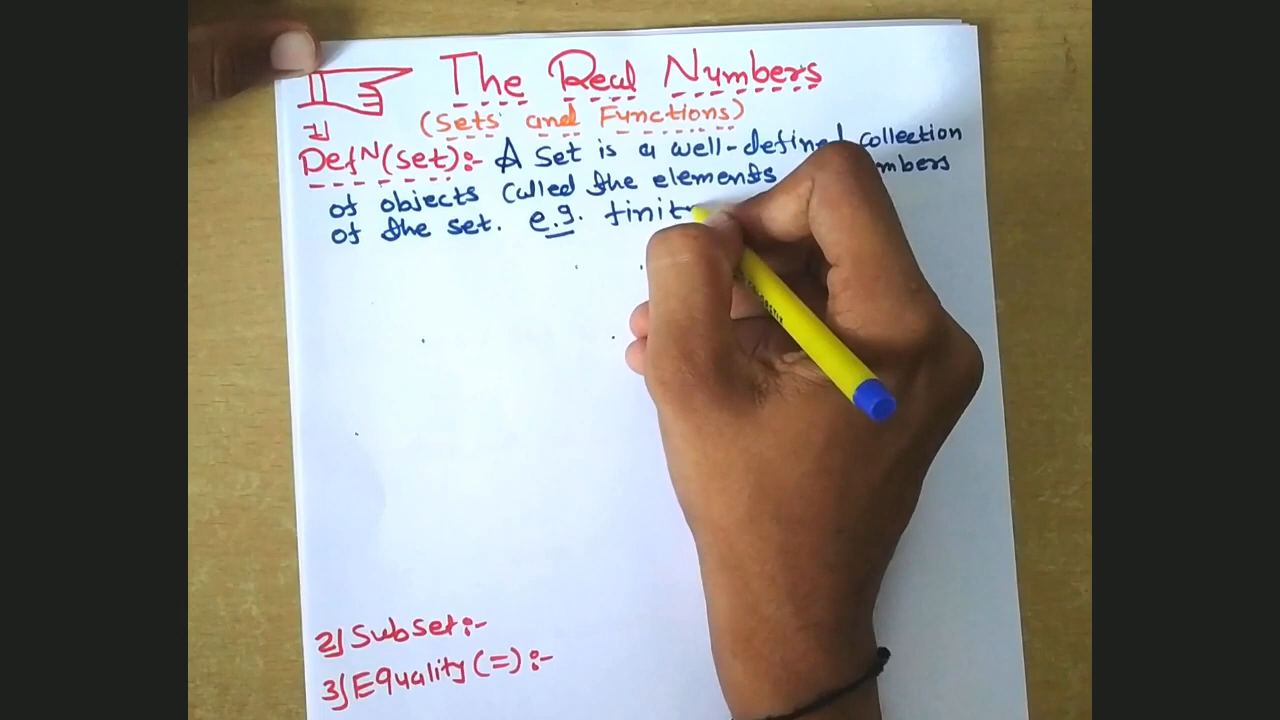 The Real Numbers
(Sets and Functions)
1)
Defᴺ(set):- A set is a well-defined collection
of objects called the elements
of the set. e.g. finit
2) Subset:-
3) Equality(=):-